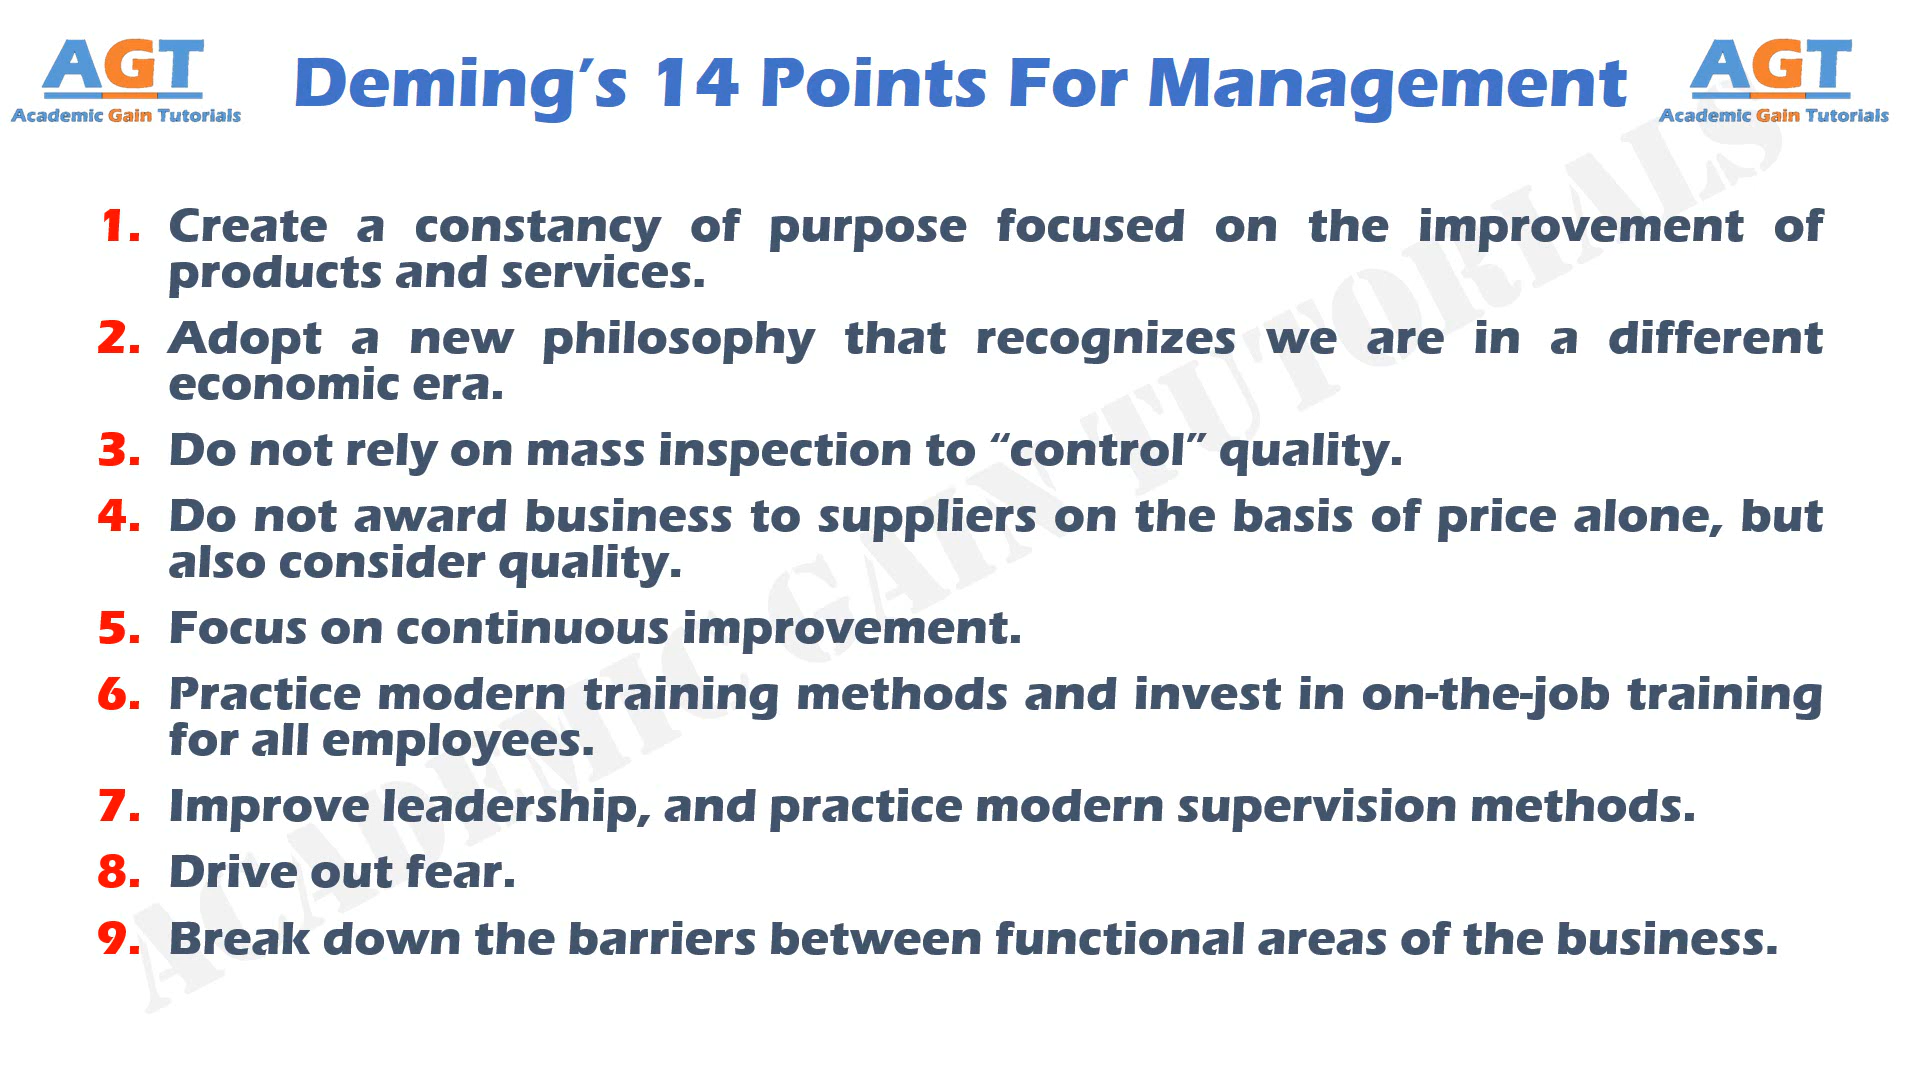 AGT
Academic Gain Tutorials
Deming’s 14 Points For Management
AGT
Academic Gain Tutorials
1. Create a constancy of purpose focused on the improvement of
products and services.
2. Adopt a new philosophy that recognizes we are in a different
economic era.
3. Do not rely on mass inspection to “control” quality.
4. Do not award business to suppliers on the basis of price alone, but
also consider quality.
5. Focus on continuous improvement.
6. Practice modern training methods and invest in on-the-job training
for all employees.
7. Improve leadership, and practice modern supervision methods.
8. Drive out fear.
9. Break down the barriers between functional areas of the business.
ACADEMIC GAIN TUTORIALS